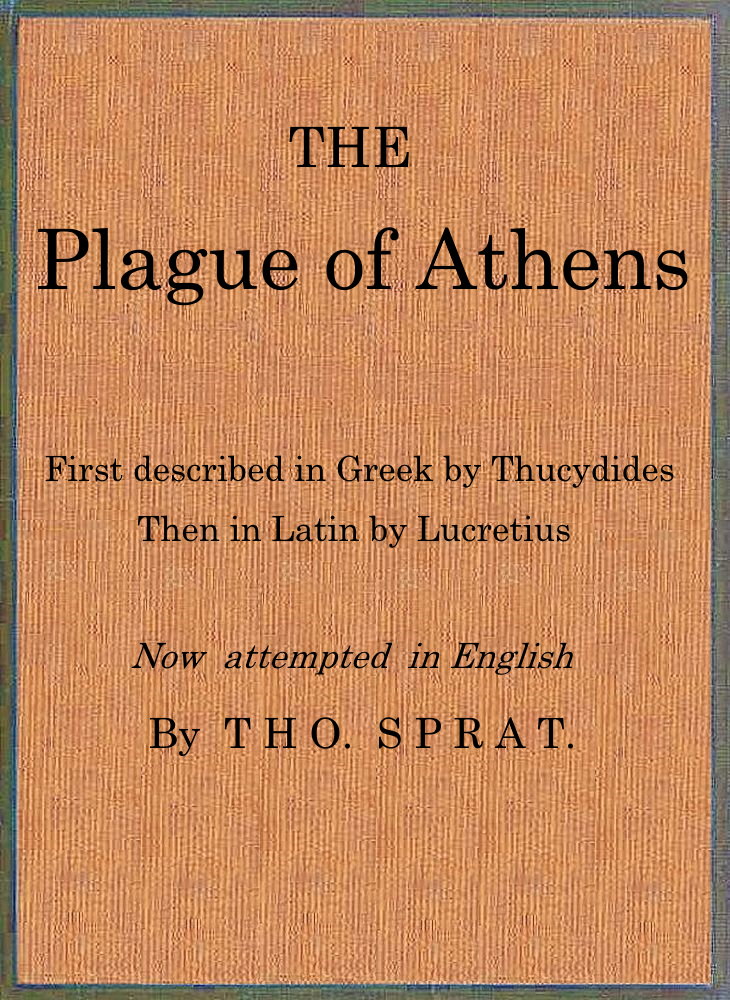 THE
Plague of Athens
First described in Greek by Thucydides
Then in Latin by Lucretius
Now attempted in English
By THO. SPRAT.